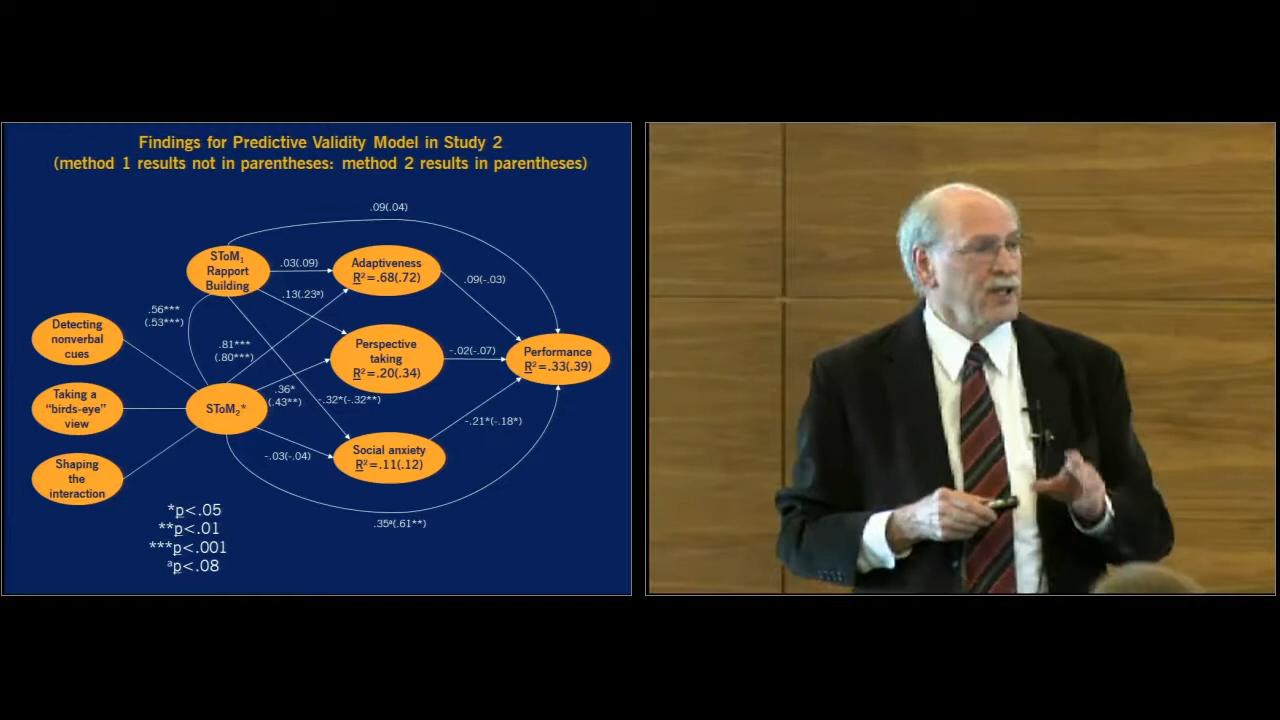 Findings for Predictive Validity Model in Study 2
(method 1 results not in parentheses: method 2 results in parentheses)
.09(.04)
SToM₁
Rapport
Building
.03(.09)
Adaptiveness
R²=.68(.72)
.09(-.03)
.13(.23ᵃ)
.56***
(.53***)
Detecting
nonverbal
cues
.81***
(.80***)
Perspective
taking
R²=.20(.34)
-.02(-.07)
Performance
R²=.33(.39)
Taking a
“birds-eye”
view
SToM₂*
.36*
(.43**)
-.32*(-.32**)
-.21*(-.18*)
Shaping
the
interaction
-.03(-.04)
Social anxiety
R²=.11(.12)
.35ᵃ(.61**)
*p<.05
**p<.01
***p<.001
ᵃp<.08